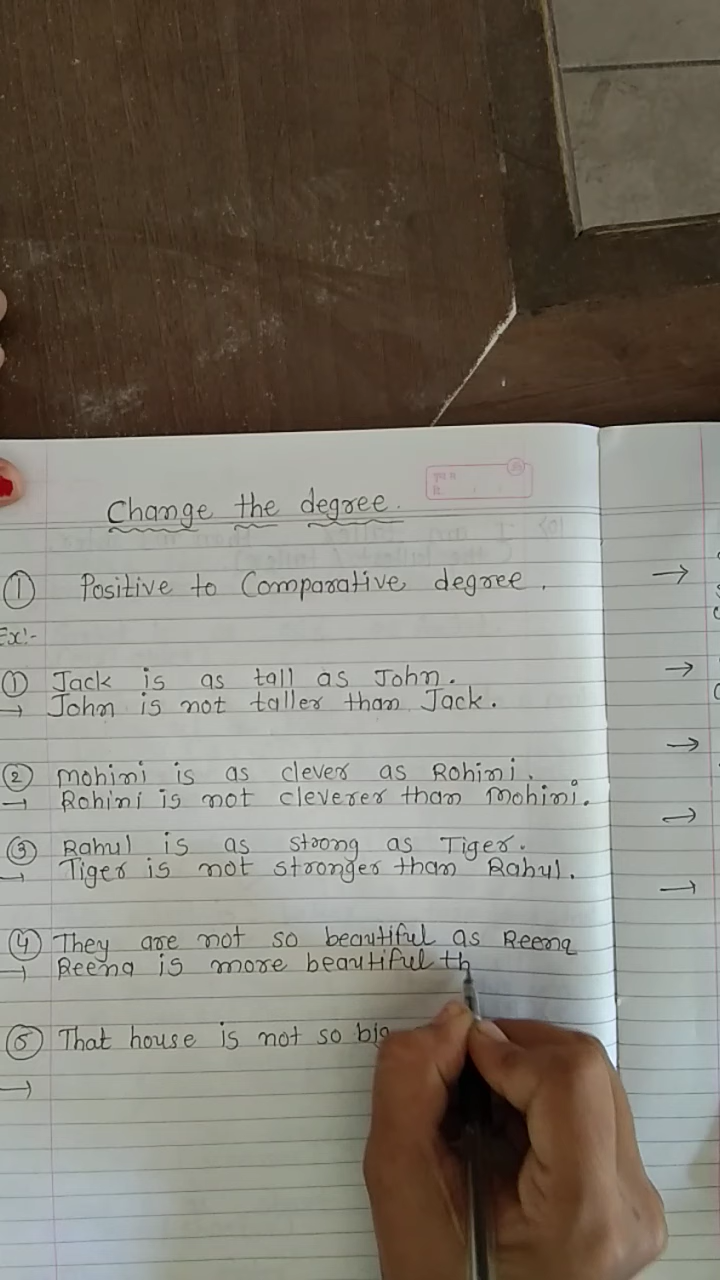 Change the degree.
① Positive to Comparative degree.
Ex:-
① Jack is as tall as John.
→ John is not taller than Jack.
② Mohini is as clever as Rohini.
→ Rohini is not cleverer than Mohini.
③ Rahul is as strong as Tiger.
→ Tiger is not stronger than Rahul.
④ They are not so beautiful as Reena
→ Reena is more beautiful th
⑤ That house is not so big
→